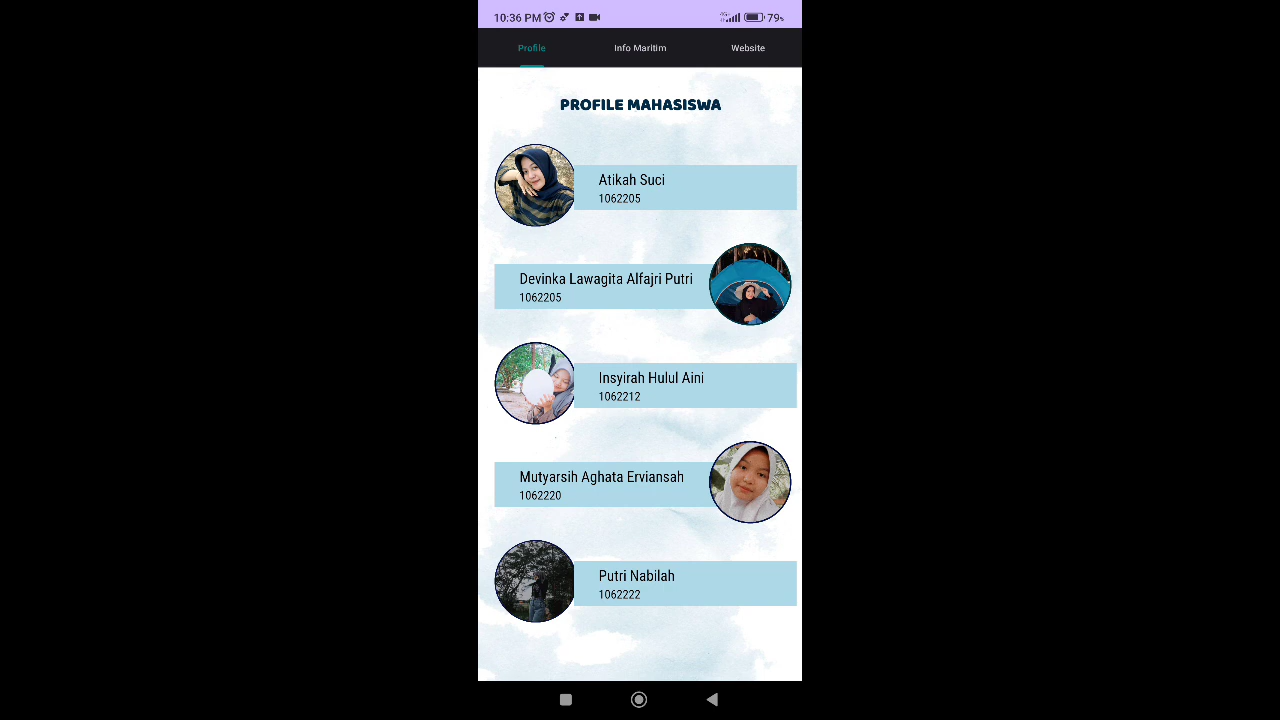 10:36 PM 79%
Profile Info Maritim Website
PROFILE MAHASISWA
Atikah Suci
1062205
Devinka Lawagita Alfajri Putri
1062205
Insyirah Hulul Aini
1062212
Mutyarsih Aghata Erviansah
1062220
Putri Nabilah
1062222